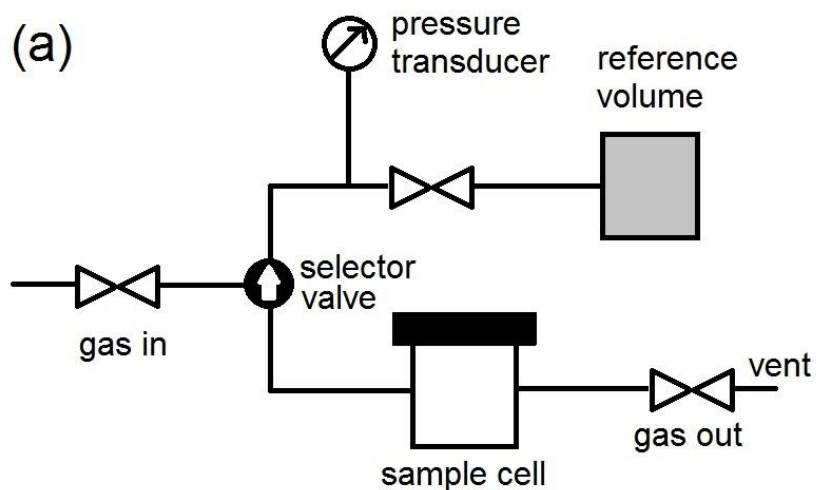 (a)
pressure
transducer
reference
volume
selector
valve
gas in
vent
gas out
sample cell